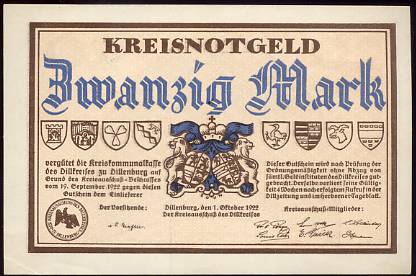 KREISNOTGELD
Zwanzig Mark
vergütet die Kreiskommunalkasse
des Dillkreises zu Dillenburg auf
Grund des Kreisausschuß-Beschlusses
vom 19. September 1922 gegen diesen
Gutschein dem Einlieferer
Dieser Gutschein wird nach Prüfung der
Ordnungsmäßigkeit ohne Abzug von
sämtl. Geldinstituten des Dillkreises gut
gebracht. Derselbe verliert seine Gültig-
keit 2 Wochen nach erfolgtem Aufruf in der
Dillzeitung und im Herborner Tageblatt.
Der Vorsitzende:
Dillenburg, den 1. Oktober 1922
Der Kreisausschuß des Dillkreises
Kreisausschuß-Mitglieder: